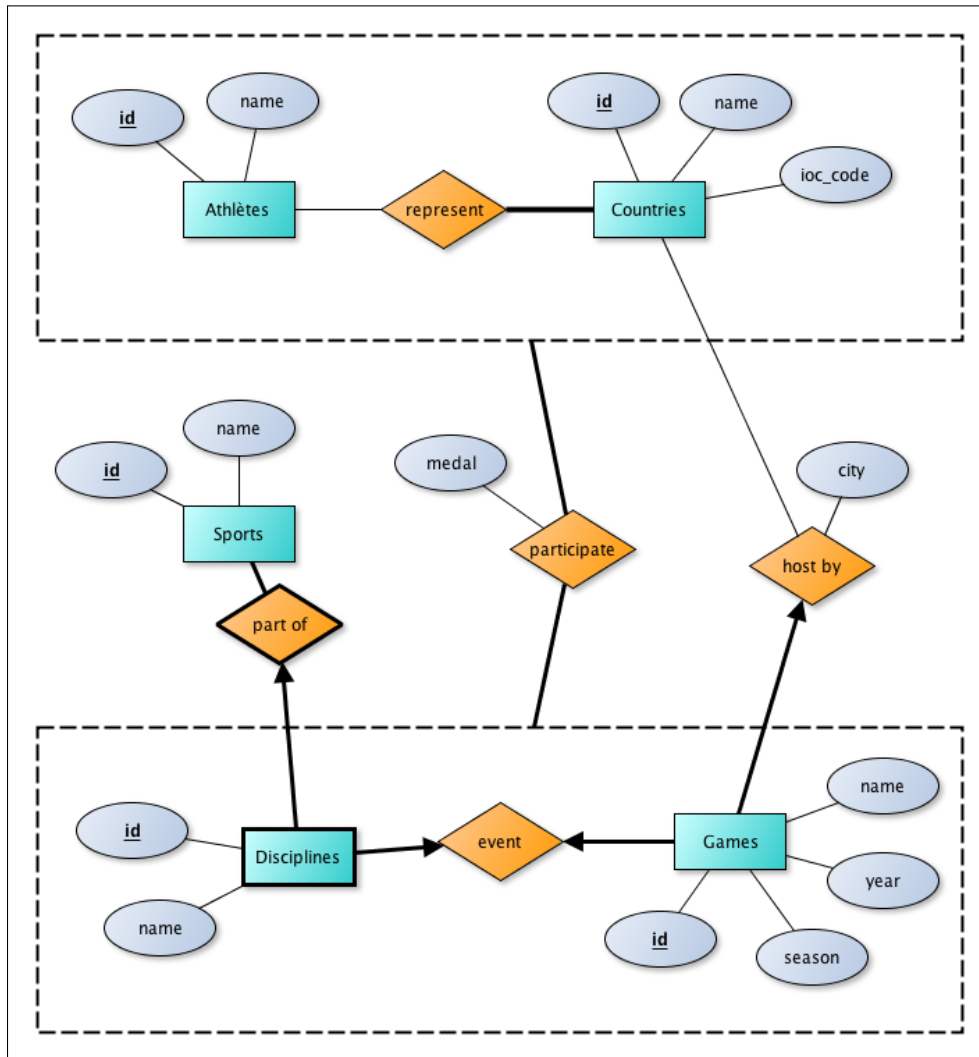 name
id
id
name
ioc_code
Athlètes
represent
Countries
name
id
medal
city
Sports
participate
host by
part of
name
id
event
Games
Disciplines
year
name
id
season